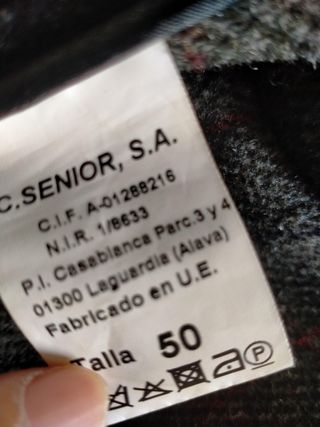 C.SENIOR, S.A.
C.I.F. A-01288216
N.I.R. 1/8633
P.I. Casablanca Parc.3 y 4
01300 Laguardia (Alava)
Fabricado en U.E.
Talla 50
P